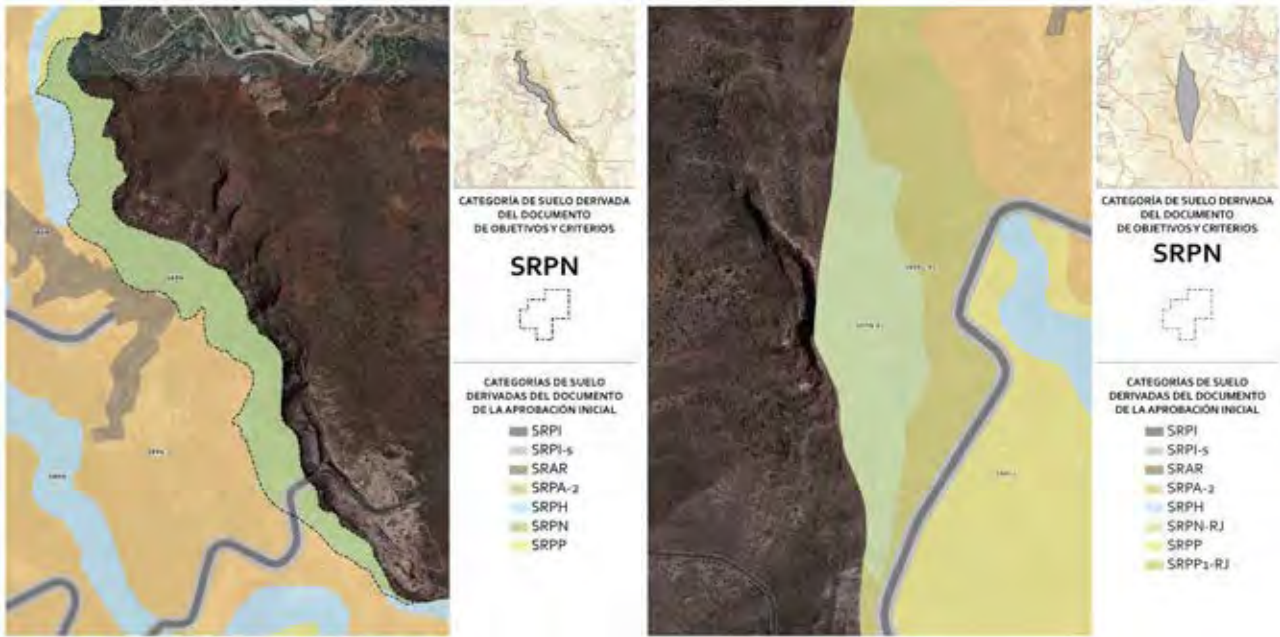 CATEGORÍA DE SUELO DERIVADA
DEL DOCUMENTO
DE OBJETIVOS Y CRITERIOS
SRPN
CATEGORÍAS DE SUELO
DERIVADAS DEL DOCUMENTO
DE LA APROBACIÓN INICIAL
SRPI
SRPI-5
SRAR
SRPA-2
SRPH
SRPN
SRPP
SRPN
CATEGORÍA DE SUELO DERIVADA
DEL DOCUMENTO
DE OBJETIVOS Y CRITERIOS
SRPN
CATEGORÍAS DE SUELO
DERIVADAS DEL DOCUMENTO
DE LA APROBACIÓN INICIAL
SRPI
SRPI-5
SRAR
SRPA-2
SRPH
SRPN-RJ
SRPP
SRPP1-RJ